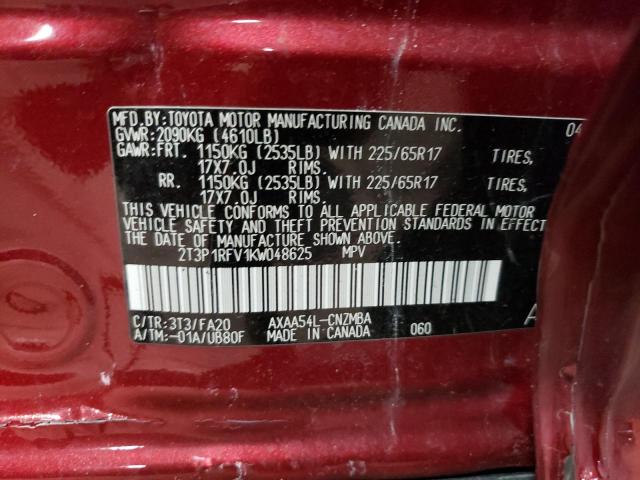 MFD.BY:TOYOTA MOTOR MANUFACTURING CANADA INC. 04
GVWR:2090KG (4610LB)
GAWR:FRT. 1150KG (2535LB) WITH 225/65R17 TIRES,
17X7.0J RIMS.
RR. 1150KG (2535LB) WITH 225/65R17 TIRES,
17X7.0J RIMS.
THIS VEHICLE CONFORMS TO ALL APPLICABLE FEDERAL MOTOR
VEHICLE SAFETY AND THEFT PREVENTION STANDARDS IN EFFECT
THE DATE OF MANUFACTURE SHOWN ABOVE.
2T3P1RFV1KW048625 MPV
C/TR:3T3/FA20 AXAA54L-CNZMBA A
A/TM:-01A/UB80F MADE IN CANADA 060